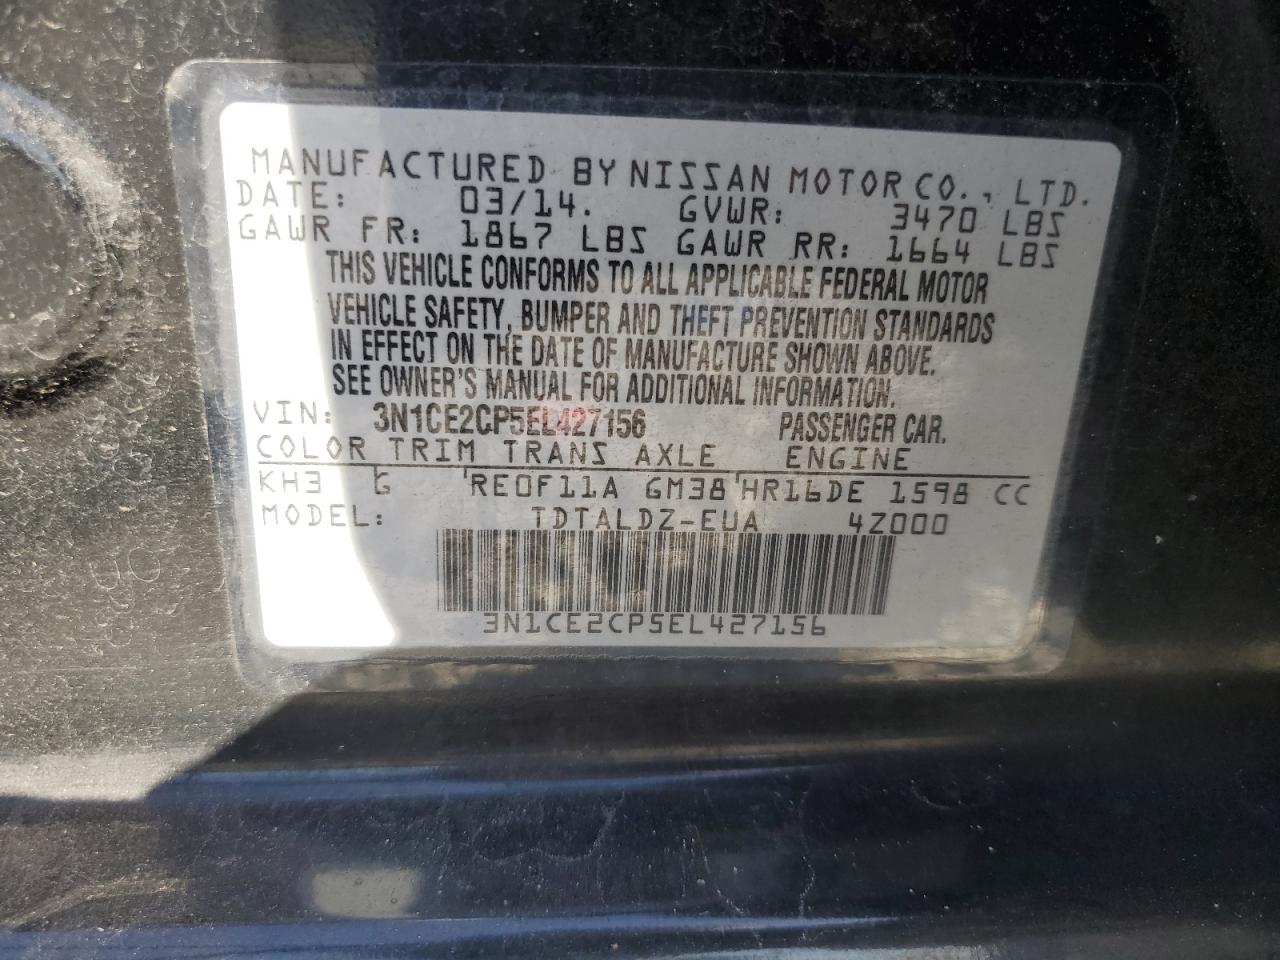 MANUFACTURED BY NISSAN MOTOR CO., LTD.
DATE: 03/14. GVWR: 3470 LBS
GAWR FR: 1867 LBS GAWR RR: 1664 LBS
THIS VEHICLE CONFORMS TO ALL APPLICABLE FEDERAL MOTOR
VEHICLE SAFETY, BUMPER AND THEFT PREVENTION STANDARDS
IN EFFECT ON THE DATE OF MANUFACTURE SHOWN ABOVE.
SEE OWNER'S MANUAL FOR ADDITIONAL INFORMATION.
VIN: 3N1CE2CP5EL427156 PASSENGER CAR.
COLOR TRIM TRANS AXLE ENGINE
KH3 G RE0F11A GM38 HR16DE 1598 CC
MODEL: TDTALDZ-EUA 4Z000
3N1CE2CP5EL427156